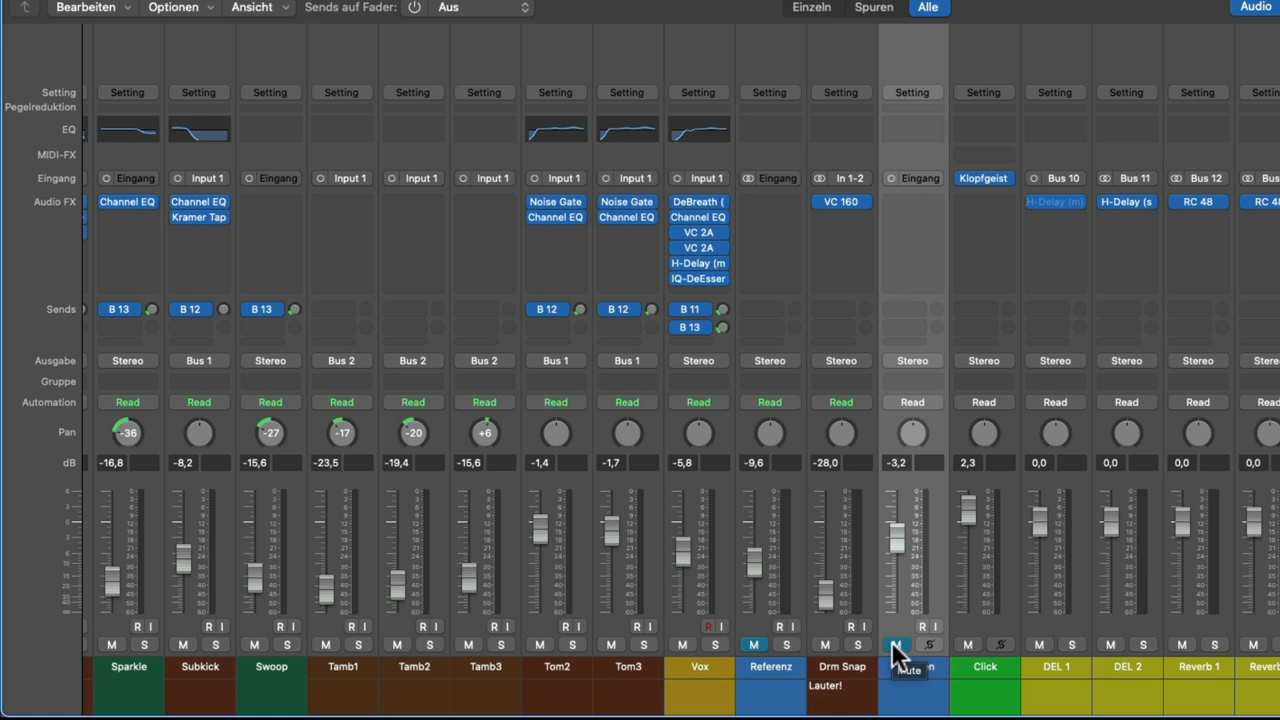 Bearbeiten Optionen Ansicht Sends auf Fader: Aus Einzeln Spuren Alle Audio
Setting Setting Setting Setting Setting Setting Setting Setting Setting Setting Setting Setting Setting Setting Setting Setting Setting
Pegelreduktion
EQ
MIDI-FX
Eingang Eingang Input 1 Eingang Input 1 Input 1 Input 1 Input 1 Input 1 Input 1 Eingang In 1-2 Eingang Klopfgeist Bus 10 Bus 11 Bus 12 Bus
Audio FX Channel EQ Channel EQ Noise Gate Noise Gate DeBreath ( VC 160 H-Delay (m) H-Delay (s RC 48 RC 48
Kramer Tap Channel EQ Channel EQ Channel EQ
VC 2A
VC 2A
H-Delay (m
IQ-DeEsser
Sends B 13 B 12 B 13 B 12 B 12 B 11
B 13
Ausgabe Stereo Bus 1 Stereo Bus 2 Bus 2 Bus 2 Bus 1 Bus 1 Stereo Stereo Stereo Stereo Stereo Stereo Stereo Stereo Stereo
Gruppe
Automation Read Read Read Read Read Read Read Read Read Read Read Read Read Read Read Read Read
Pan -36 -27 -17 -20 +6
dB -16,8 -8,2 -15,6 -23,5 -19,4 -15,6 -1,4 -1,7 -5,8 -9,6 -28,0 -3,2 2,3 0,0 0,0 0,0 0,0
R I R I R I R I R I R I R I R I R I R I R I R I
M S M S M S M S M S M S M S M S M S M S M S M S M S M S M S M S M
Mute
Sparkle Subkick Swoop Tamb1 Tamb2 Tamb3 Tom2 Tom3 Vox Referenz Drm Snap Click DEL 1 DEL 2 Reverb 1 Reverb
Lauter!